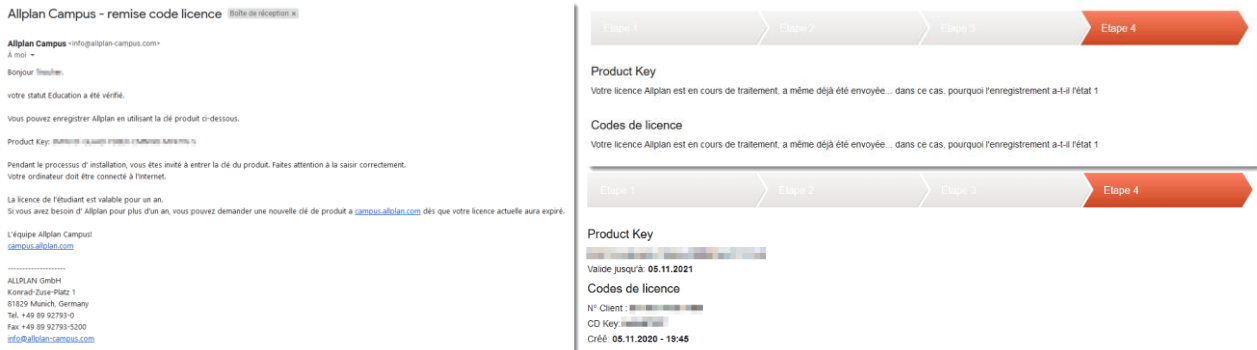 Allplan Campus - remise code licence Boîte de réception x
Allplan Campus <info@allplan-campus.com>
À moi
Bonjour
votre statut Education a été vérifié.
Vous pouvez enregistrer Allplan en utilisant la clé produit ci-dessous.
Product Key:
Pendant le processus d' installation, vous êtes invité à entrer la clé du produit. Faites attention à la saisir correctement.
Votre ordinateur doit être connecté à l'Internet.
La licence de l'étudiant est valable pour un an.
Si vous avez besoin d' Allplan pour plus d'un an, vous pouvez demander une nouvelle clé de produit a campus.allplan.com dès que votre licence actuelle aura expiré.
L'équipe Allplan Campus!
campus.allplan.com
--------------------
ALLPLAN GmbH
Konrad-Zuse-Platz 1
81829 Munich, Germany
Tel. +49 89 92793-0
Fax +49 89 92793-5200
info@allplan-campus.com
Etape 1 Etape 2 Etape 3 Etape 4
Product Key
Votre licence Allplan est en cours de traitement, a même déjà été envoyée... dans ce cas, pourquoi l'enregistrement a-t-il l'état 1
Codes de licence
Votre licence Allplan est en cours de traitement, a même déjà été envoyée... dans ce cas, pourquoi l'enregistrement a-t-il l'état 1
Etape 1 Etape 2 Etape 3 Etape 4
Product Key
Valide jusqu'à: 05.11.2021
Codes de licence
N° Client :
CD Key:
Créé: 05.11.2020 - 19:45